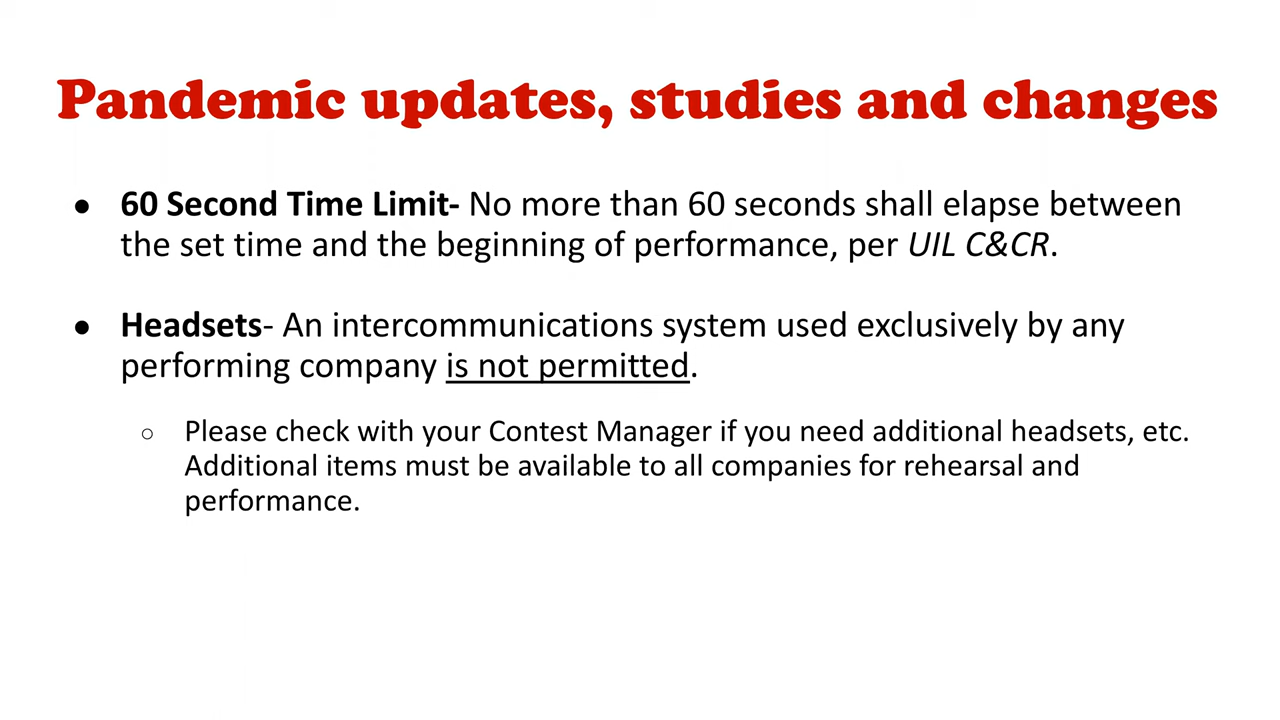 Pandemic updates, studies and changes
● 60 Second Time Limit- No more than 60 seconds shall elapse between
the set time and the beginning of performance, per UIL C&CR.
● Headsets- An intercommunications system used exclusively by any
performing company is not permitted.
○ Please check with your Contest Manager if you need additional headsets, etc.
Additional items must be available to all companies for rehearsal and
performance.